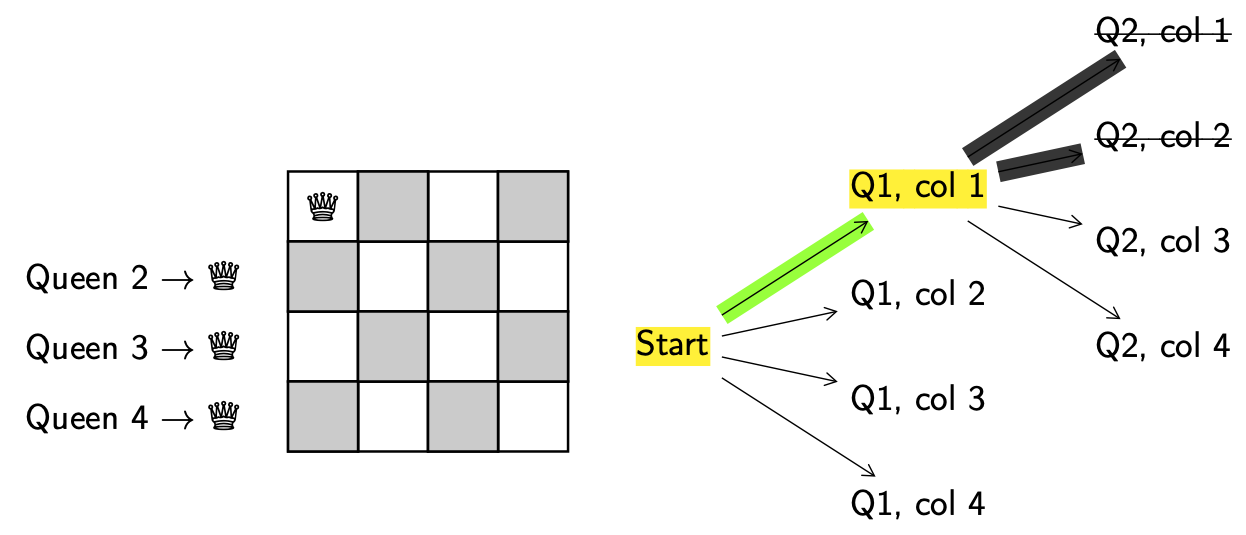 Queen 2 → ♛
Queen 3 → ♛
Queen 4 → ♛
♛
Start
Q1, col 1
Q1, col 2
Q1, col 3
Q1, col 4
Q2, col 1
Q2, col 2
Q2, col 3
Q2, col 4